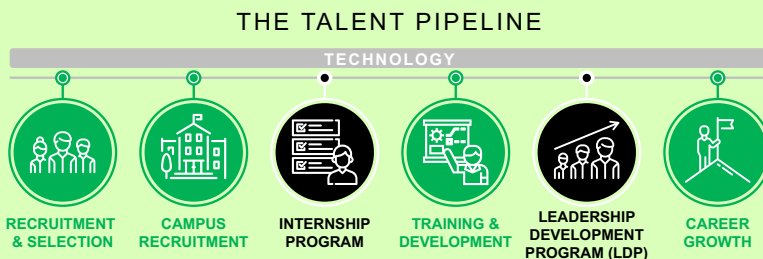 THE TALENT PIPELINE
TECHNOLOGY
RECRUITMENT
& SELECTION
CAMPUS
RECRUITMENT
INTERNSHIP
PROGRAM
TRAINING &
DEVELOPMENT
LEADERSHIP
DEVELOPMENT
PROGRAM (LDP)
CAREER
GROWTH